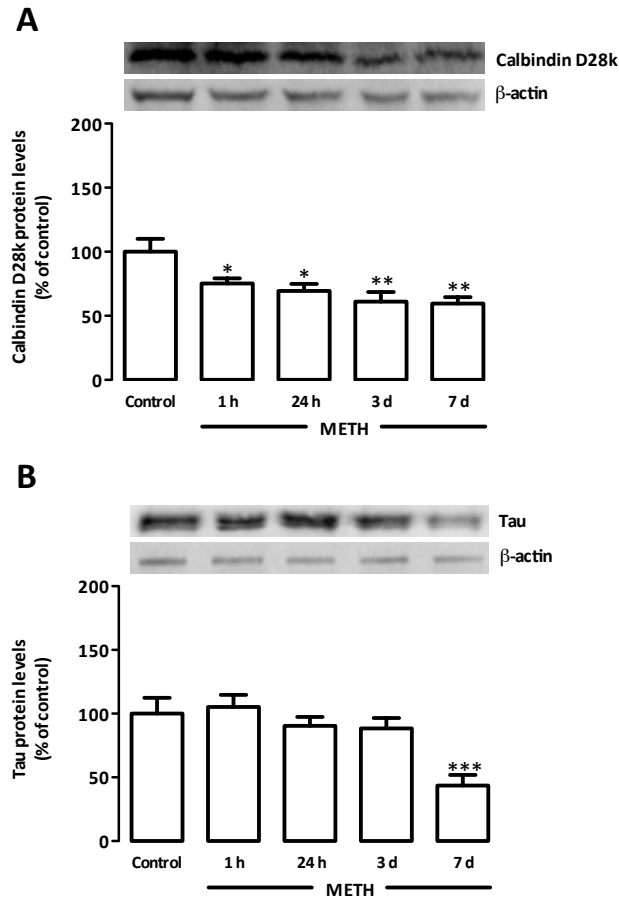 A
Calbindin D28k
β-actin
Calbindin D28k protein levels
(% of control)
200
150
100
50
0
* * ** **
Control 1 h 24 h 3 d 7 d
METH
B
Tau
β-actin
Tau protein levels
(% of control)
200
150
100
50
0
***
Control 1 h 24 h 3 d 7 d
METH